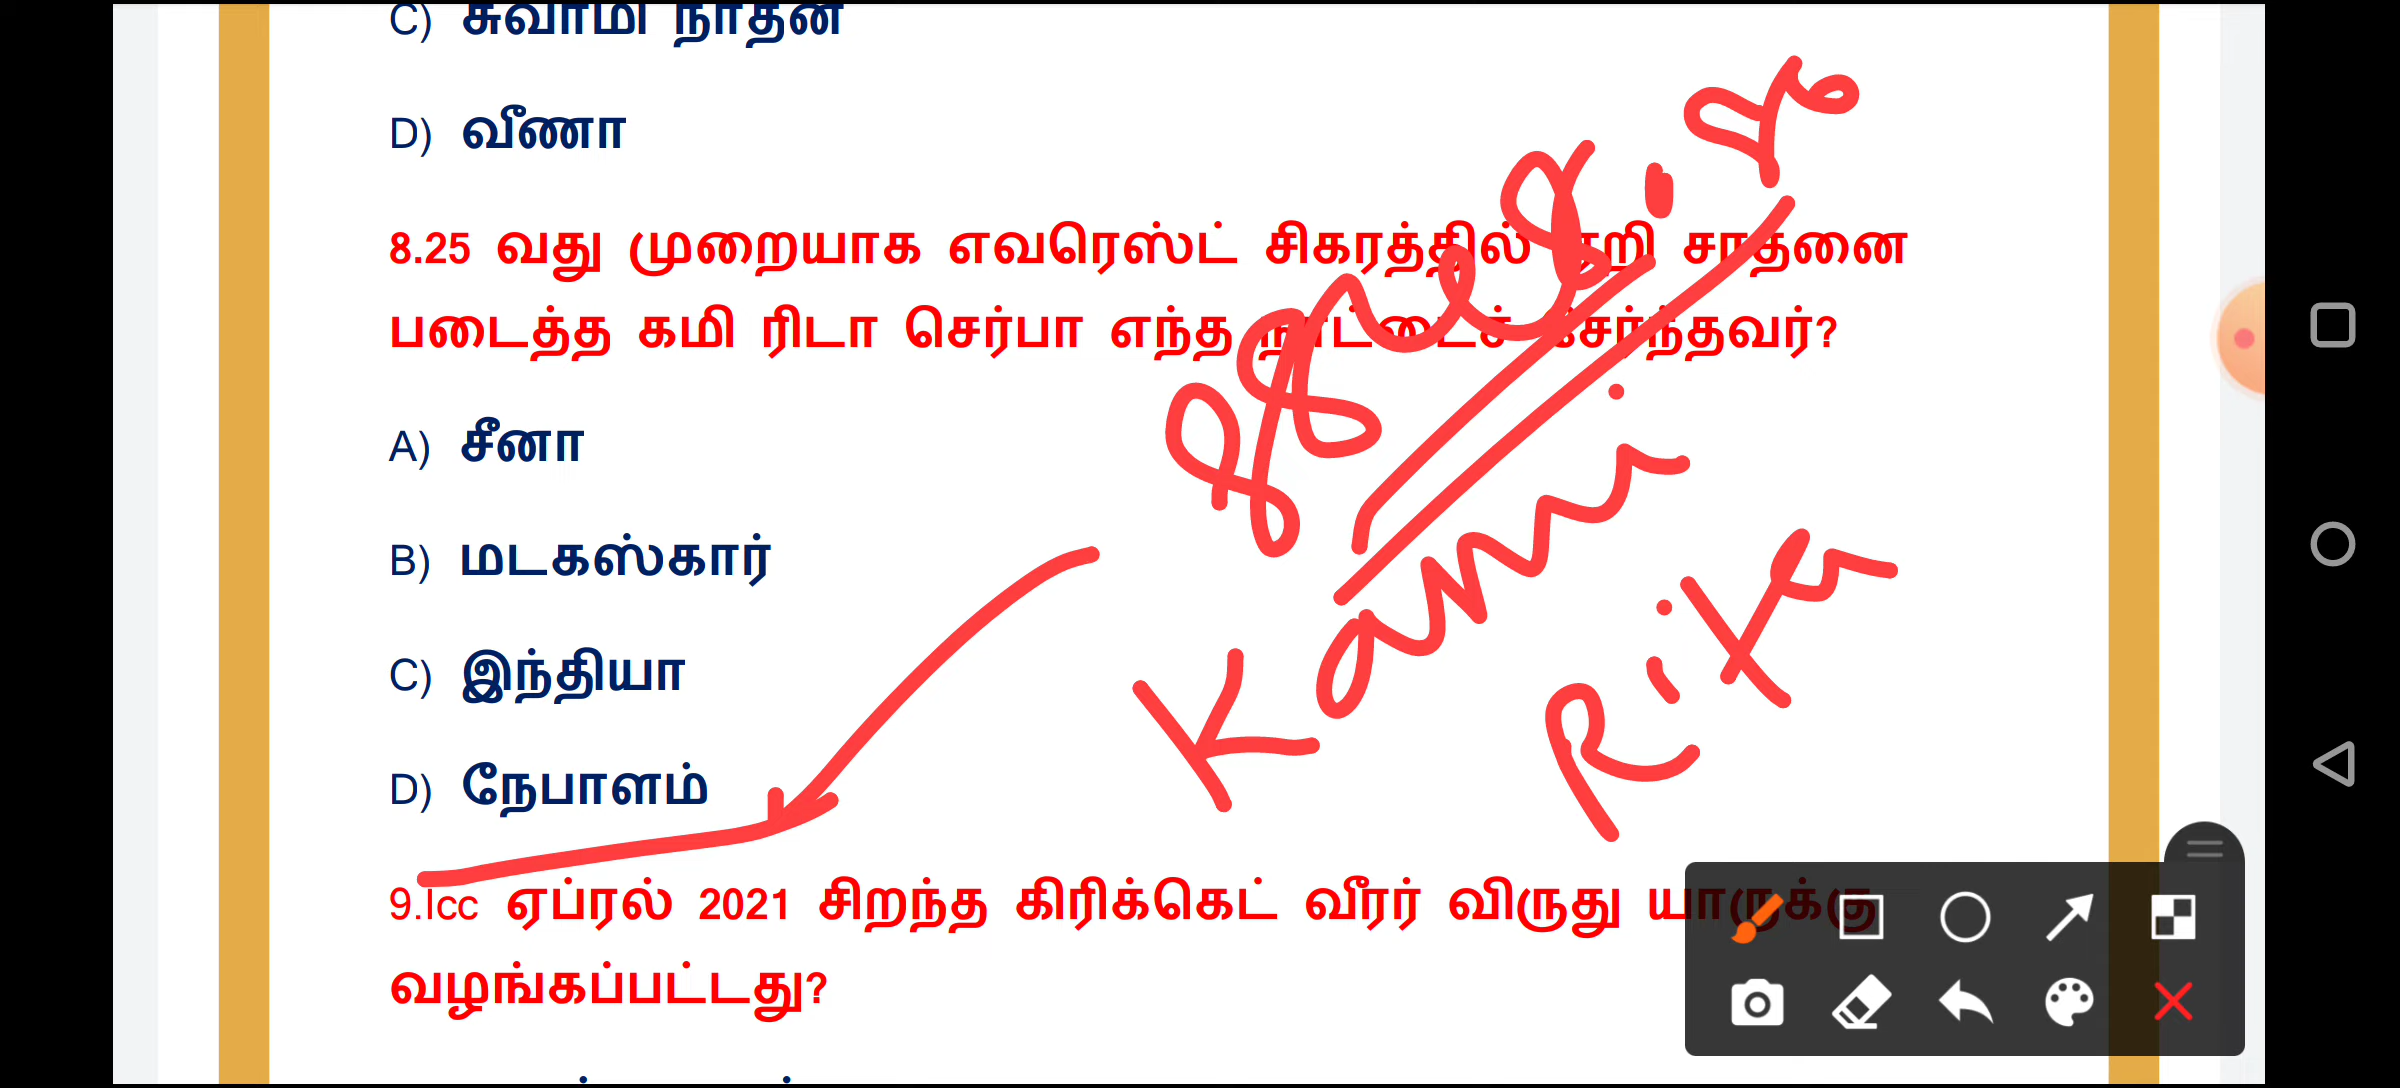 C) சுவாமி நாதன்
D) வீணா
8.25 வது முறையாக எவரெஸ்ட் சிகரத்தில் ஏறி சாதனை
படைத்த கமி ரிடா செர்பா எந்த நாட்டைச் சேர்ந்தவர்?
A) சீனா
B) மடகஸ்கார்
C) இந்தியா
D) நேபாளம்
Kami
Rita
9.Icc ஏப்ரல் 2021 சிறந்த கிரிக்கெட் வீரர் விருது யாருக்கு
வழங்கப்பட்டது?